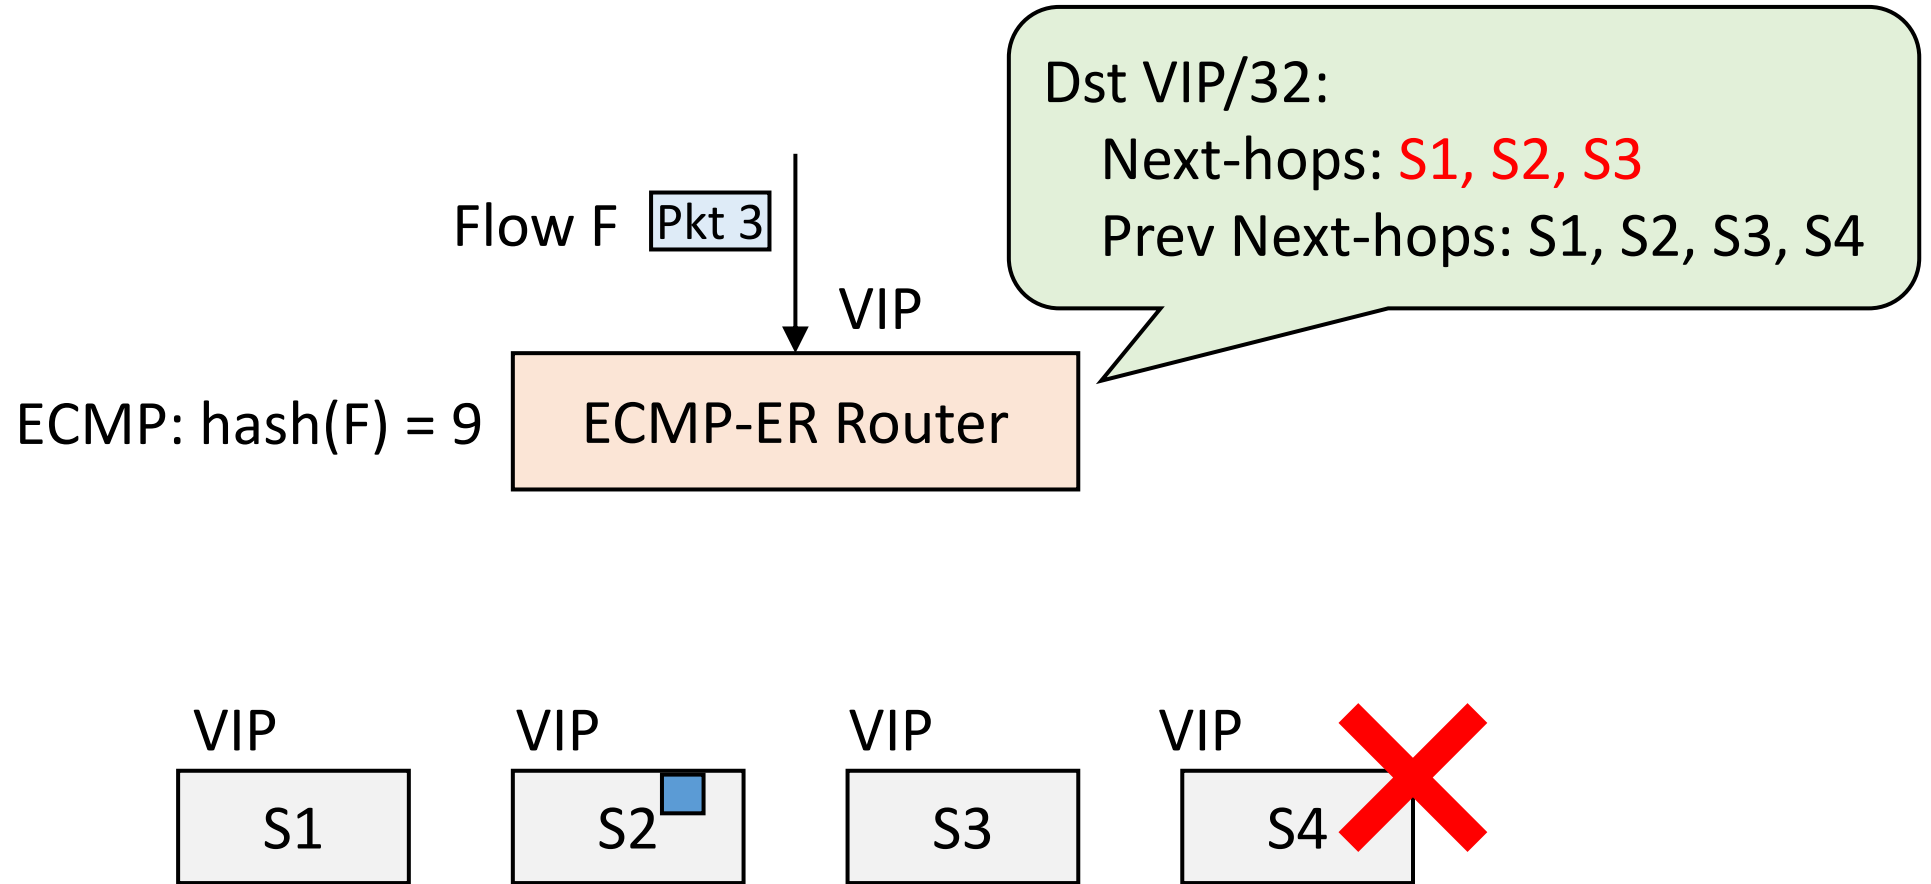 Dst VIP/32:
Next-hops: S1, S2, S3
Prev Next-hops: S1, S2, S3, S4
Flow F
Pkt 3
VIP
ECMP: hash(F) = 9
ECMP-ER Router
VIP
VIP
VIP
VIP
S1
S2
S3
S4